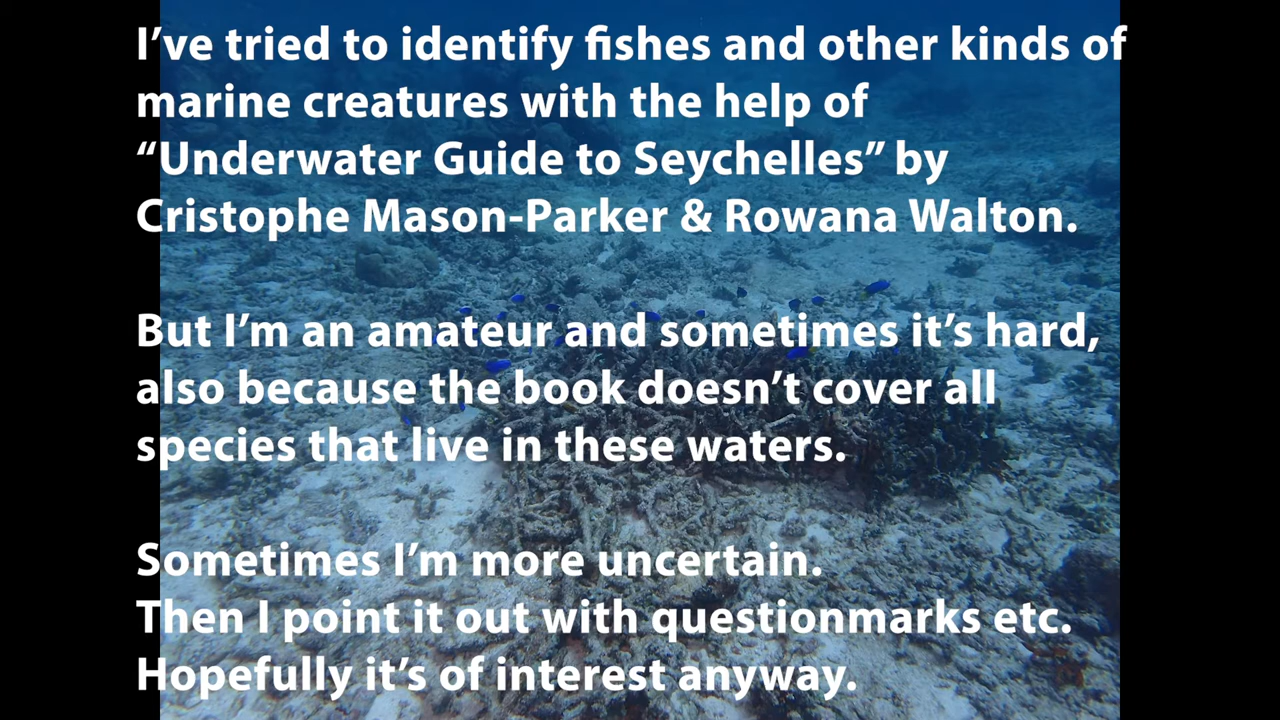 I’ve tried to identify fishes and other kinds of
marine creatures with the help of
“Underwater Guide to Seychelles” by
Cristophe Mason-Parker & Rowana Walton.
But I’m an amateur and sometimes it’s hard,
also because the book doesn’t cover all
species that live in these waters.
Sometimes I’m more uncertain.
Then I point it out with questionmarks etc.
Hopefully it’s of interest anyway.